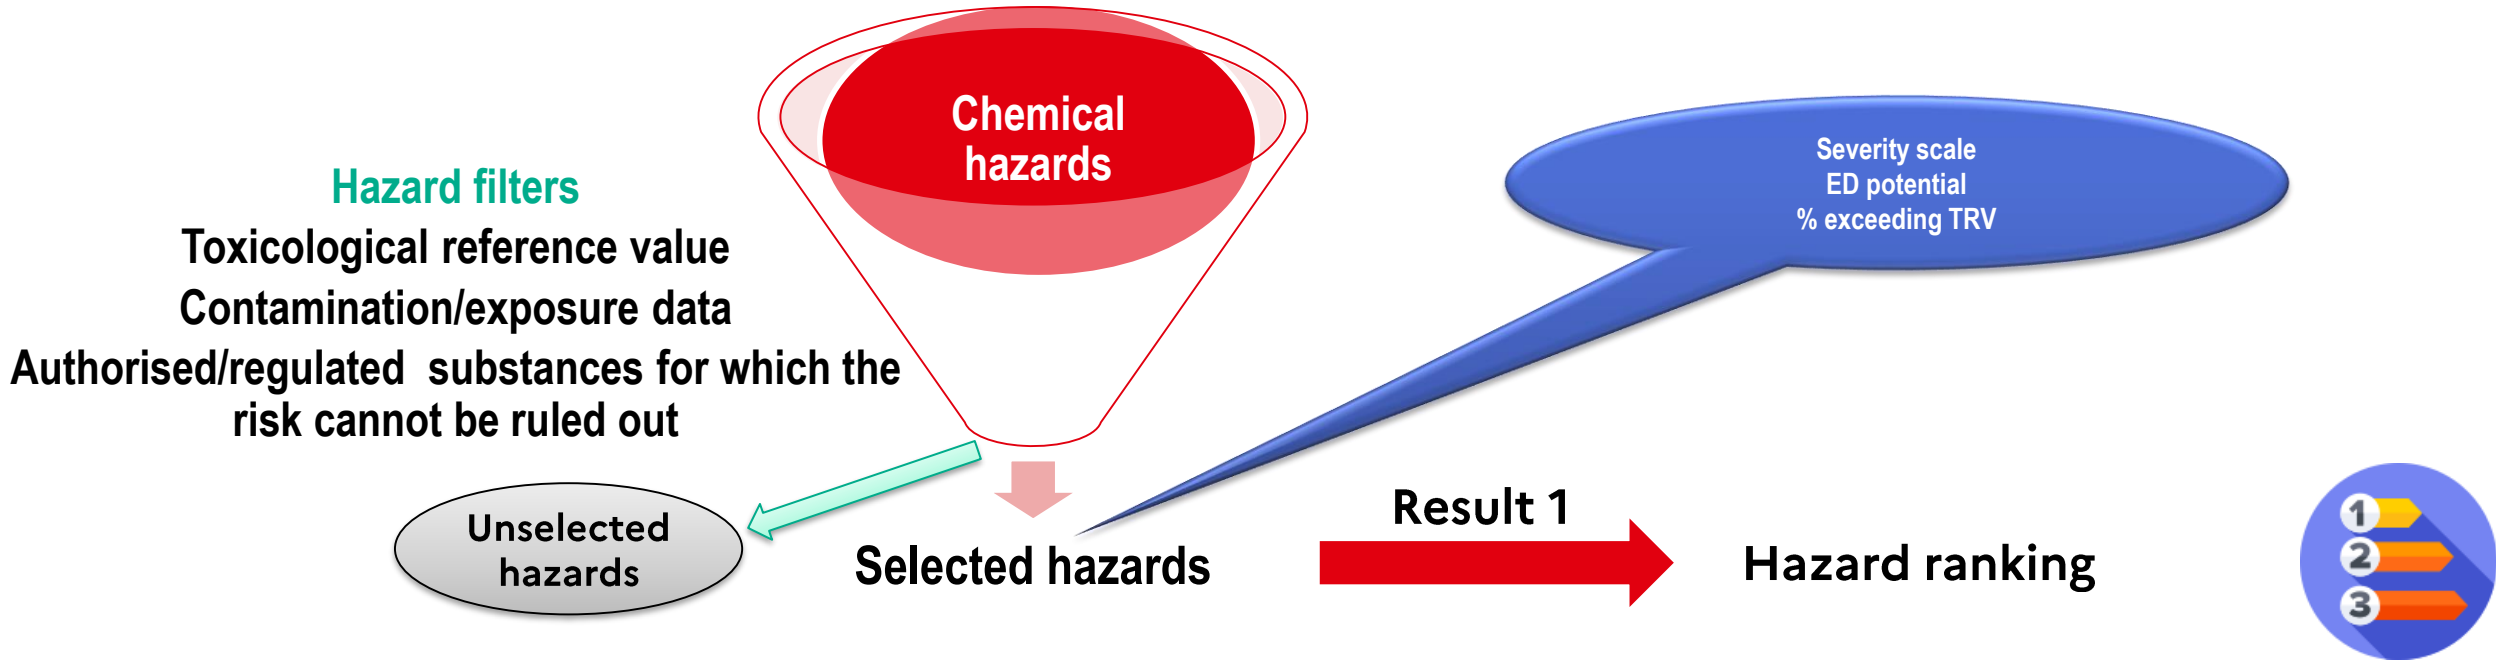 Chemical
hazards
Severity scale
ED potential
% exceeding TRV
Hazard filters
Toxicological reference value
Contamination/exposure data
Authorised/regulated  substances for which the
risk cannot be ruled out
Unselected
hazards
Selected hazards
Result 1
Hazard ranking
1
2
3